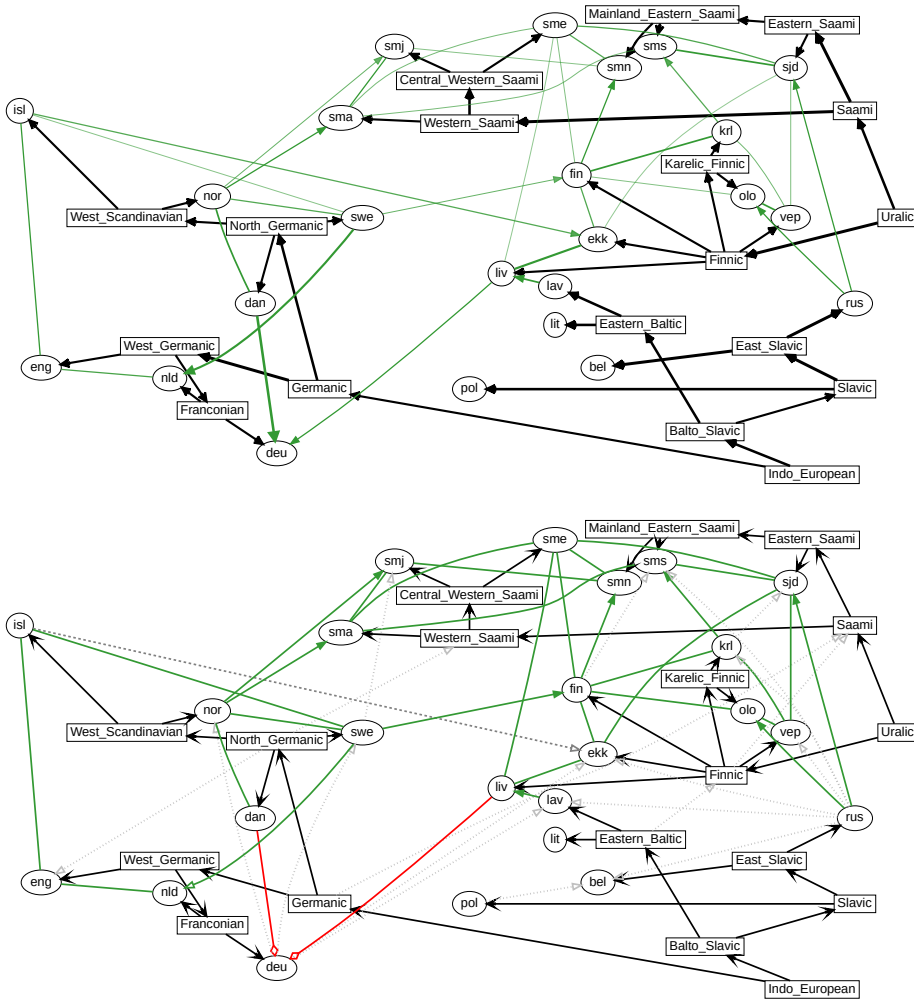 Mainland_Eastern_Saami
sme
Eastern_Saami
smj
sms
smn
sjd
Central_Western_Saami
isl
sma
Western_Saami
Saami
krl
Karelic_Finnic
fin
nor
olo
West_Scandinavian
North_Germanic
swe
vep
Uralic
ekk
Finnic
liv
lav
dan
rus
lit
Eastern_Baltic
West_Germanic
East_Slavic
eng
nld
bel
Germanic
pol
Slavic
Franconian
Balto_Slavic
deu
Indo_European
Mainland_Eastern_Saami
sme
Eastern_Saami
smj
sms
smn
sjd
Central_Western_Saami
isl
sma
Western_Saami
Saami
krl
Karelic_Finnic
fin
nor
olo
West_Scandinavian
North_Germanic
swe
vep
Uralic
ekk
Finnic
liv
lav
dan
rus
lit
Eastern_Baltic
West_Germanic
East_Slavic
eng
nld
bel
Germanic
pol
Slavic
Franconian
Balto_Slavic
deu
Indo_European